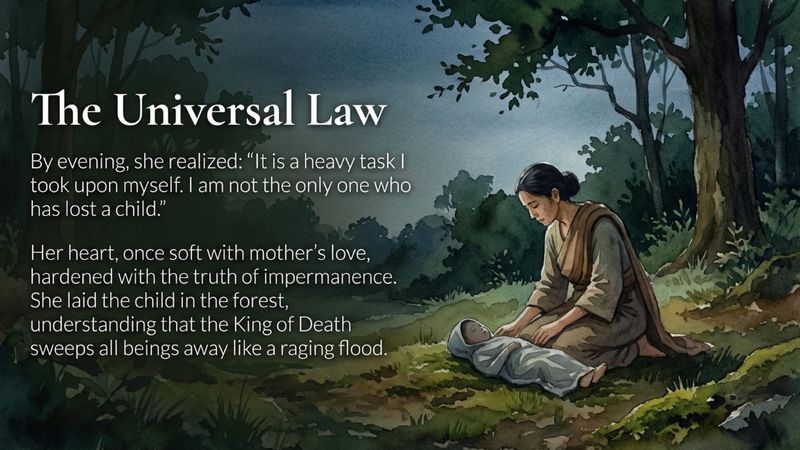 The Universal Law
By evening, she realized: “It is a heavy task I
took upon myself. I am not the only one who
has lost a child.”
Her heart, once soft with mother’s love,
hardened with the truth of impermanence.
She laid the child in the forest,
understanding that the King of Death
sweeps all beings away like a raging flood.